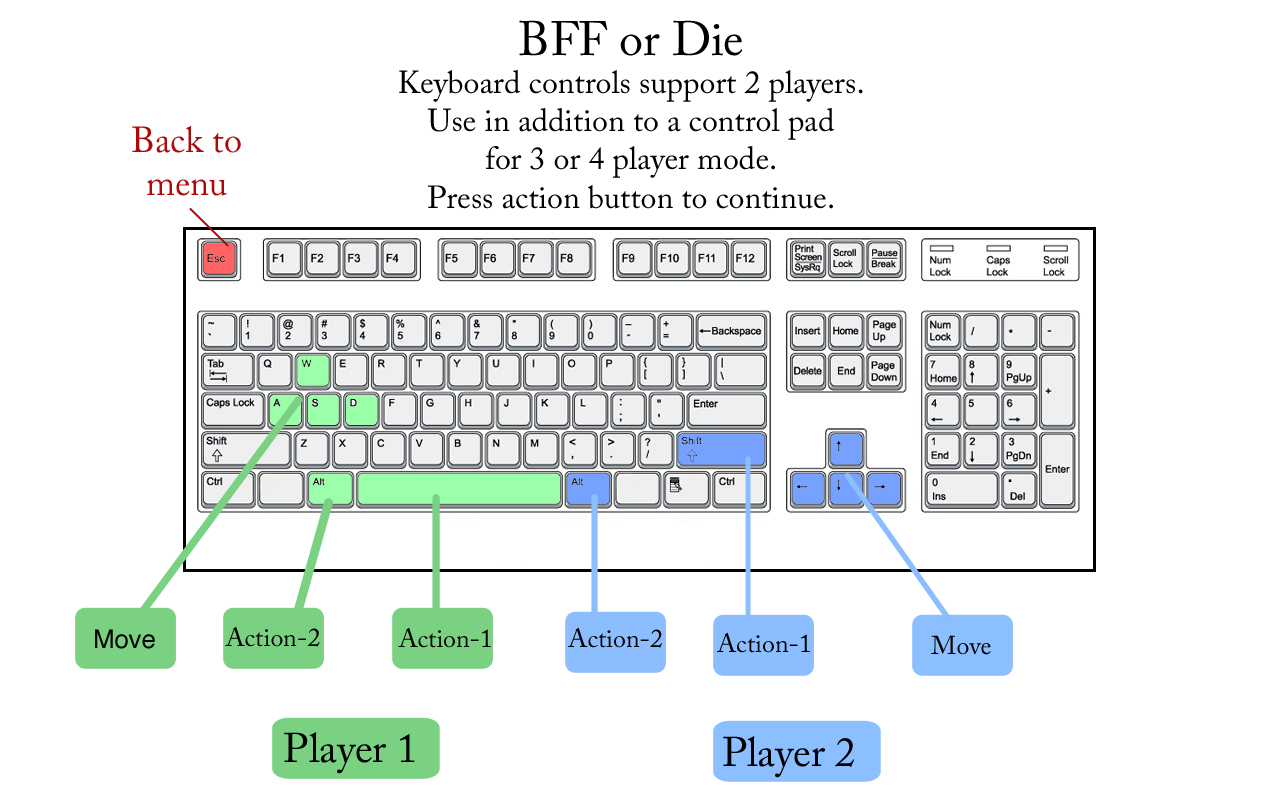 BFF or Die
Keyboard controls support 2 players.
Use in addition to a control pad
for 3 or 4 player mode.
Press action button to continue.
Back to
menu
Esc F1 F2 F3 F4 F5 F6 F7 F8 F9 F10 F11 F12 Print Screen SysRq Scroll Lock Pause Break Num Lock Caps Lock Scroll Lock
~ ` ! 1 @ 2 # 3 $ 4 % 5 ^ 6 & 7 * 8 ( 9 ) 0 – - + = ←Backspace Insert Home Page Up Num Lock / * -
Tab Q W E R T Y U I O P { [ } ] | \ Delete End Page Down 7 Home 8 ↑ 9 PgUp +
Caps Lock A S D F G H J K L : ; " ' Enter 4 ← 5 6 →
Shift ⇧ Z X C V B N M < , > . ? / Shift ⇧ ↑ 1 End 2 ↓ 3 PgDn Enter
Ctrl Alt Alt Ctrl ← ↓ → 0 Ins . Del
Move Action-2 Action-1 Action-2 Action-1 Move
Player 1 Player 2